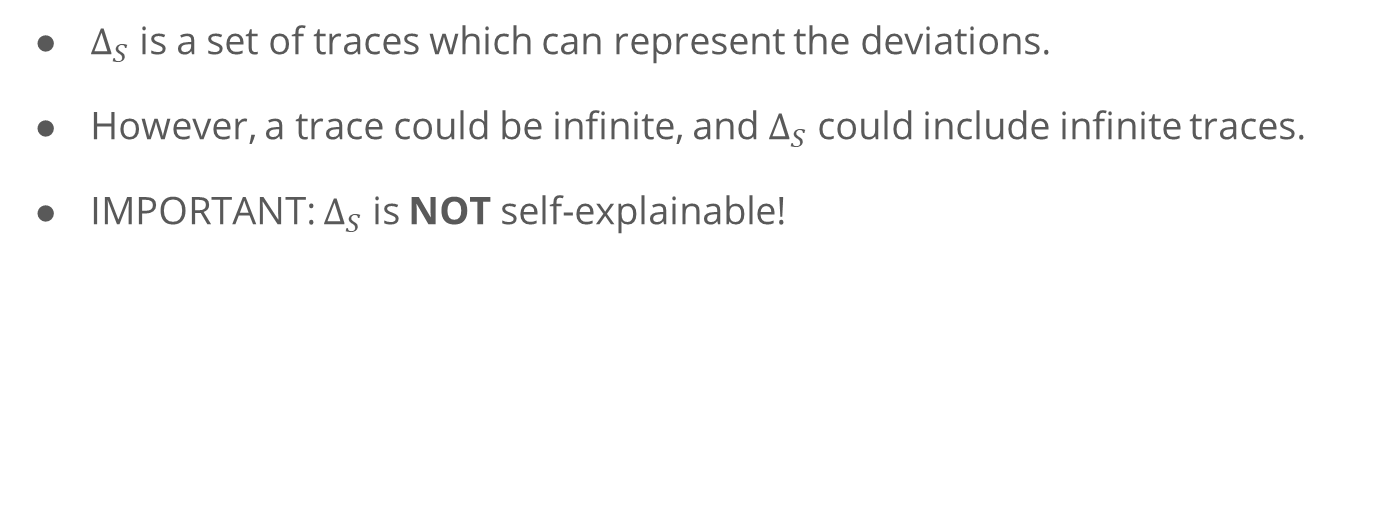 ● Δ_S is a set of traces which can represent the deviations.
● However, a trace could be infinite, and Δ_S could include infinite traces.
● IMPORTANT: Δ_S is NOT self-explainable!